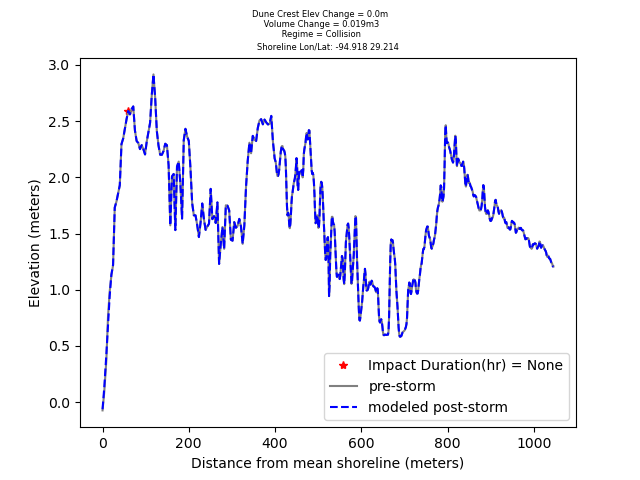 Dune Crest Elev Change = 0.0m
Volume Change = 0.019m3
Regime = Collision
Shoreline Lon/Lat: -94.918 29.214
3.0
2.5
2.0
1.5
1.0
0.5
0.0
Elevation (meters)
Impact Duration(hr) = None
pre-storm
modeled post-storm
0 200 400 600 800 1000
Distance from mean shoreline (meters)